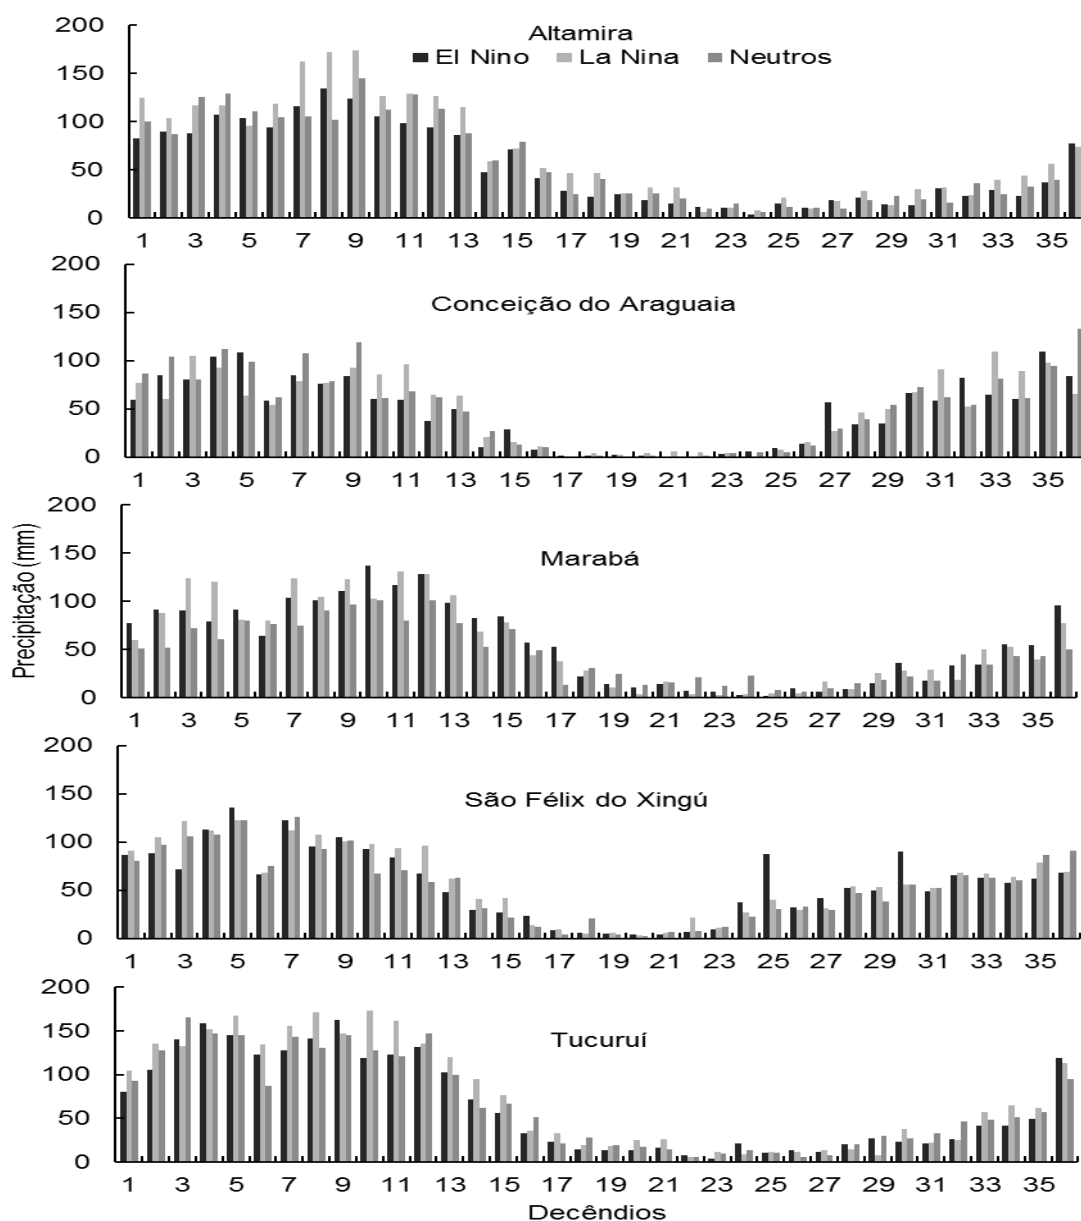 200
Altamira
El Nino La Nina Neutros
150
100
50
0
1 3 5 7 9 11 13 15 17 19 21 23 25 27 29 31 33 35
200
Conceição do Araguaia
150
100
50
0
1 3 5 7 9 11 13 15 17 19 21 23 25 27 29 31 33 35
Precipitação (mm)
200
150
Marabá
100
50
0
1 3 5 7 9 11 13 15 17 19 21 23 25 27 29 31 33 35
200
150
São Félix do Xingú
100
50
0
1 3 5 7 9 11 13 15 17 19 21 23 25 27 29 31 33 35
200
150
Tucuruí
100
50
0
1 3 5 7 9 11 13 15 17 19 21 23 25 27 29 31 33 35
Decêndios